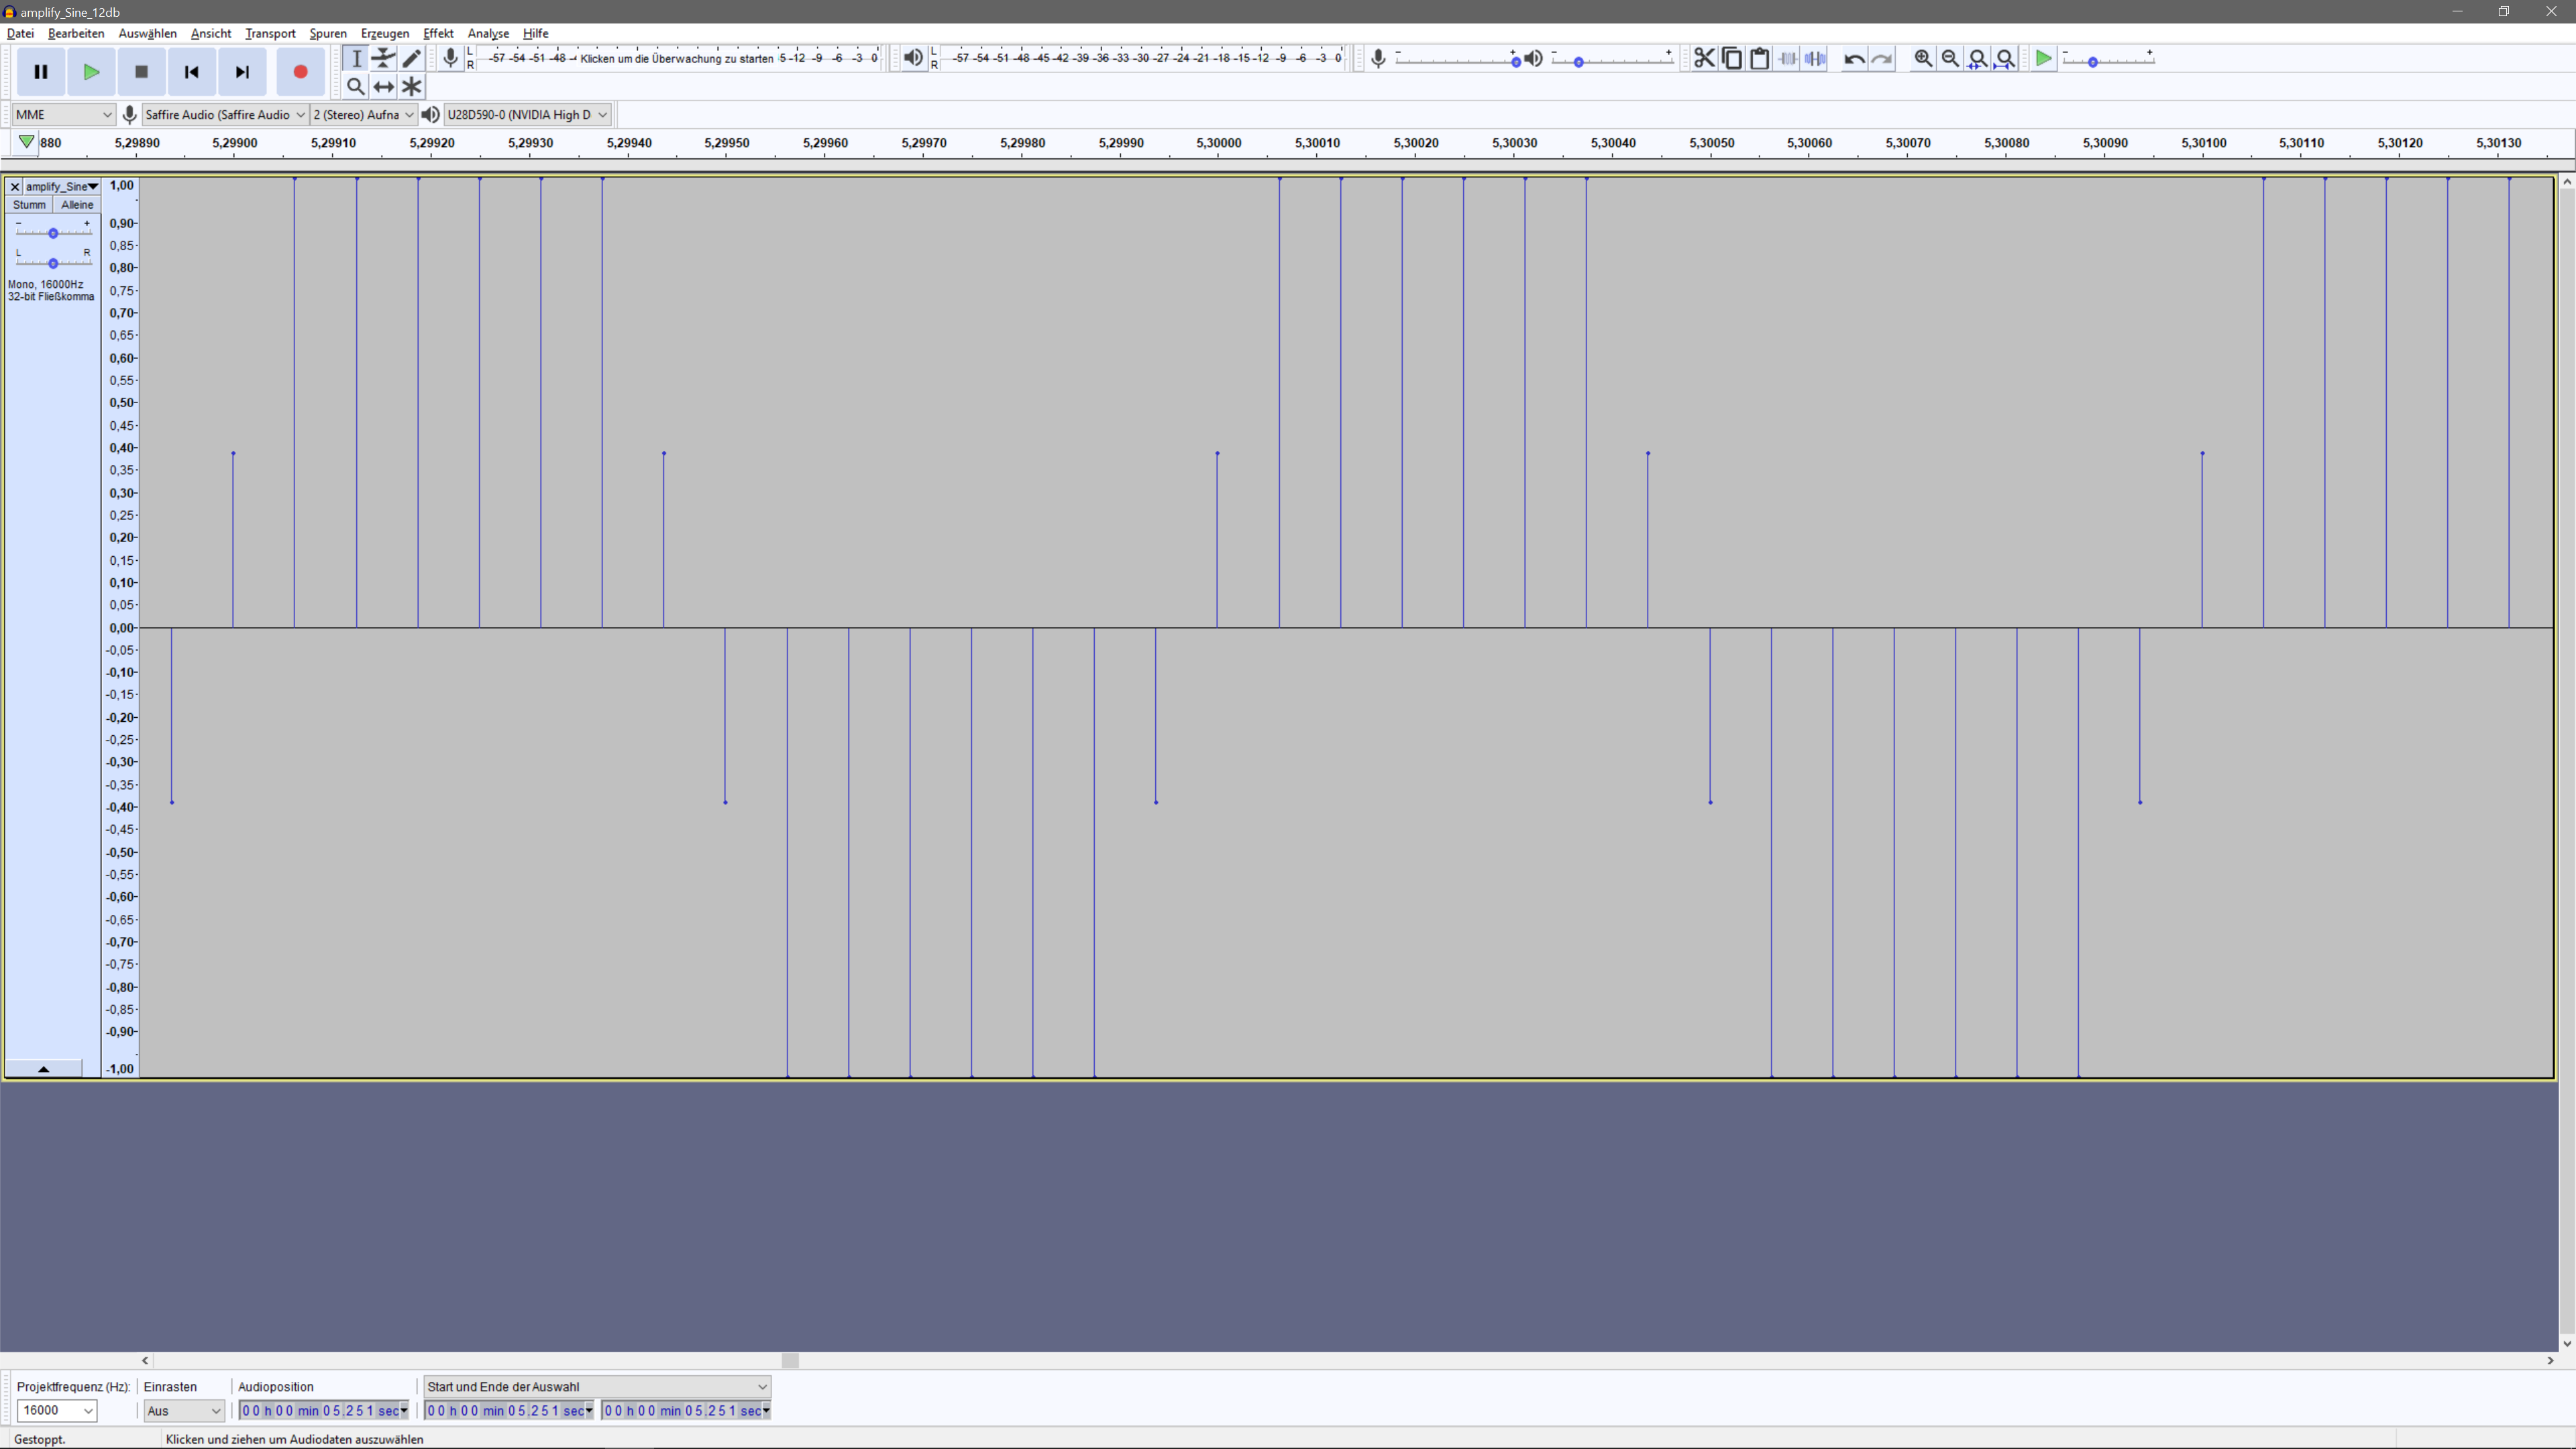 amplify_Sine_12db
Datei Bearbeiten Auswählen Ansicht Transport Spuren Erzeugen Effekt Analyse Hilfe
L
R
-57 -54 -51 -48 Klicken um die Überwachung zu starten 5 -12 -9 -6 -3 0
L
R
-57 -54 -51 -48 -45 -42 -39 -36 -33 -30 -27 -24 -21 -18 -15 -12 -9 -6 -3 0
- +
- +
- +
MME Saffire Audio (Saffire Audio 2 (Stereo) Aufna U28D590-0 (NVIDIA High D
880 5,29890 5,29900 5,29910 5,29920 5,29930 5,29940 5,29950 5,29960 5,29970 5,29980 5,29990 5,30000 5,30010 5,30020 5,30030 5,30040 5,30050 5,30060 5,30070 5,30080 5,30090 5,30100 5,30110 5,30120 5,30130
amplify_Sine
Stumm Alleine
- +
L R
Mono, 16000Hz
32-bit Fließkomma
1,00
0,90
0,85
0,80
0,75
0,70
0,65
0,60
0,55
0,50
0,45
0,40
0,35
0,30
0,25
0,20
0,15
0,10
0,05
0,00
-0,05
-0,10
-0,15
-0,20
-0,25
-0,30
-0,35
-0,40
-0,45
-0,50
-0,55
-0,60
-0,65
-0,70
-0,75
-0,80
-0,85
-0,90
-1,00
Projektfrequenz (Hz): Einrasten Audioposition Start und Ende der Auswahl
16000 Aus 00 h 00 min 05.251 sec 00 h 00 min 05.251 sec 00 h 00 min 05.251 sec
Gestoppt. Klicken und ziehen um Audiodaten auszuwählen